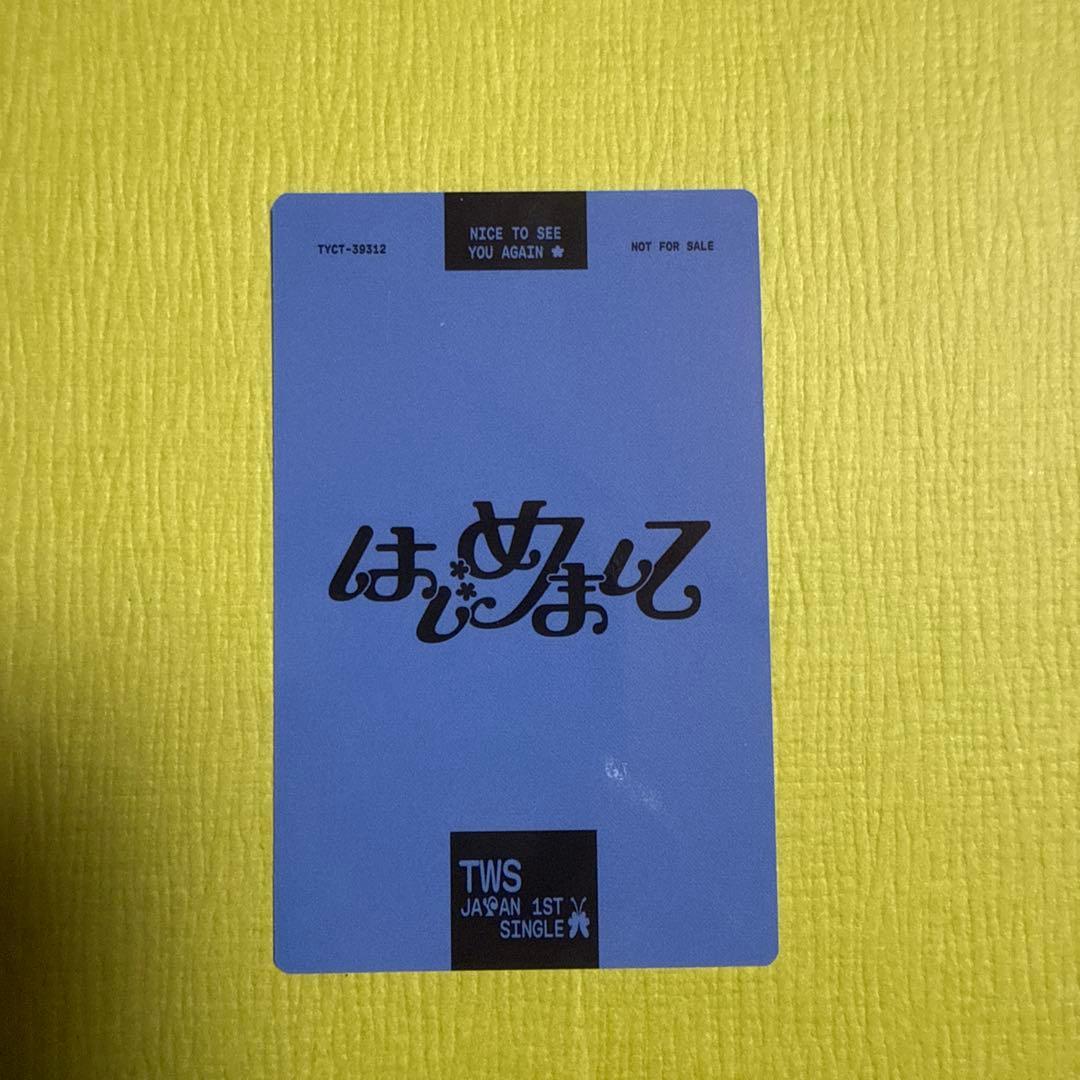 TYCT-39312
NICE TO SEE
YOU AGAIN
NOT FOR SALE
はじめまして
TWS
JAPAN 1ST
SINGLE